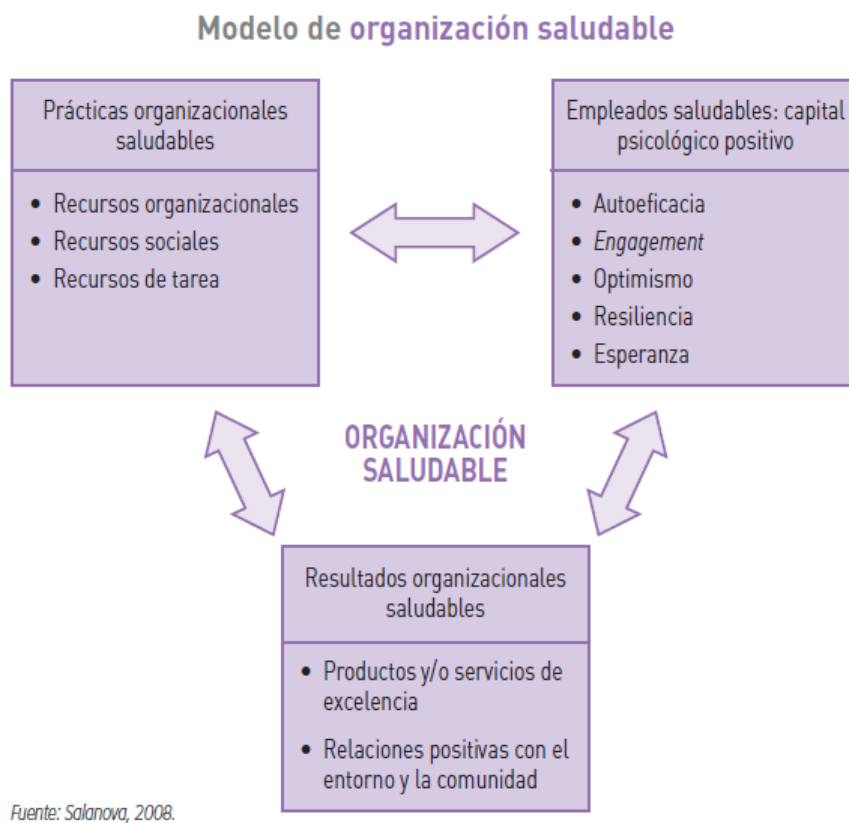 Modelo de organización saludable
Prácticas organizacionales
saludables
• Recursos organizacionales
• Recursos sociales
• Recursos de tarea
Empleados saludables: capital
psicológico positivo
• Autoeficacia
• Engagement
• Optimismo
• Resiliencia
• Esperanza
ORGANIZACIÓN
SALUDABLE
Resultados organizacionales
saludables
• Productos y/o servicios de
excelencia
• Relaciones positivas con el
entorno y la comunidad
Fuente: Salanova, 2008.